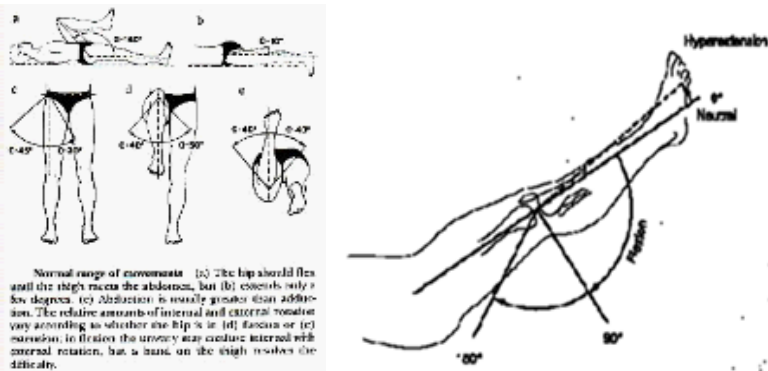 a
b
0-10°
c
d
e
0-45°
0-30°
0-40°
0-50°
0-40°
Normal range of movements (a) The hip should flex
until the thigh meets the abdomen, but (b) extends only a
few degrees. (c) Abduction is usually greater than adduc-
tion. The relative amounts of internal and external rotation
vary according to whether the hip is in (d) flexion or (e)
extension; in flexion the unwary may confuse internal with
external rotation, but a hand on the thigh resolves the
difficulty.
Hyperextension
0°
Neutral
Flexion
90°